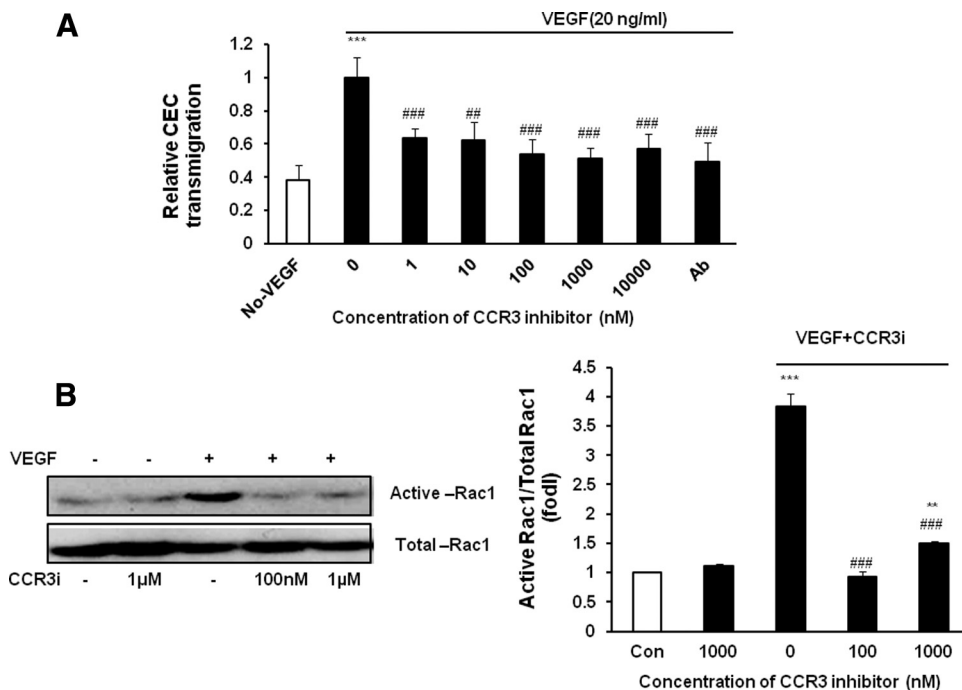 A
VEGF(20 ng/ml)
Relative CEC
transmigration
1.2
1
0.8
0.6
0.4
0.2
0
***
###
##
###
###
###
###
No-VEGF
0
1
10
100
1000
10000
Ab
Concentration of CCR3 inhibitor (nM)
B
VEGF - - + + +
Active –Rac1
Total –Rac1
CCR3i - 1µM - 100nM 1µM
VEGF+CCR3i
Active Rac1/Total Rac1
(fodl)
4.5
4
3.5
3
2.5
2
1.5
1
0.5
0
***
###
**
###
Con 1000 0 100 1000
Concentration of CCR3 inhibitor (nM)